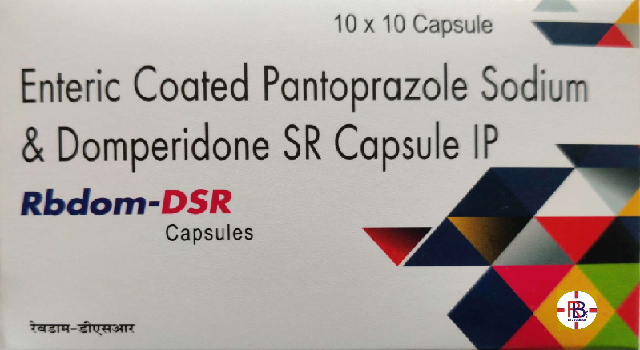 10 x 10 Capsule
Enteric Coated Pantoprazole Sodium
& Domperidone SR Capsule IP
Rbdom-DSR
Capsules
रेबडाम-डीएसआर